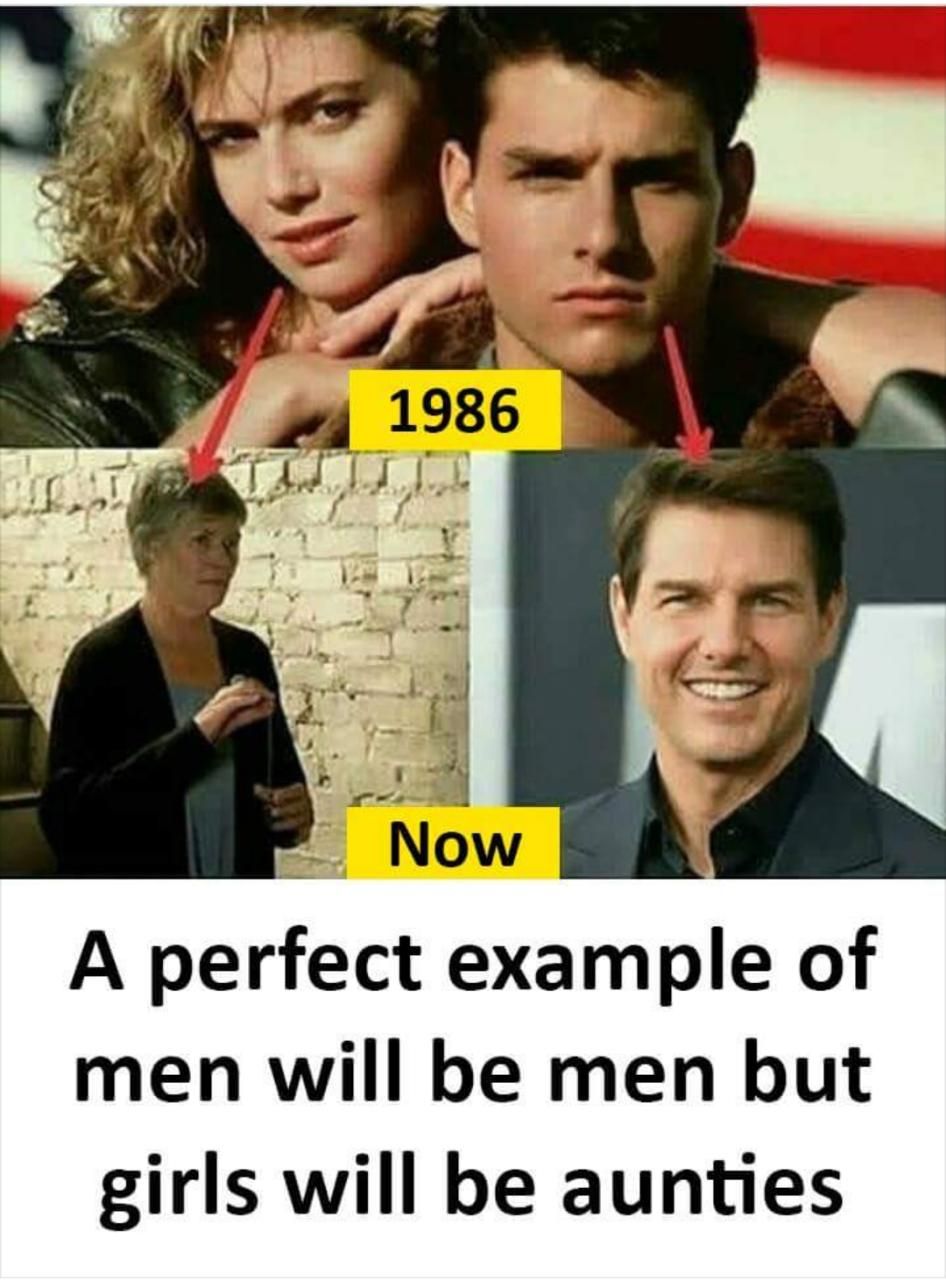 1986
Now
A perfect example of
men will be men but
girls will be aunties